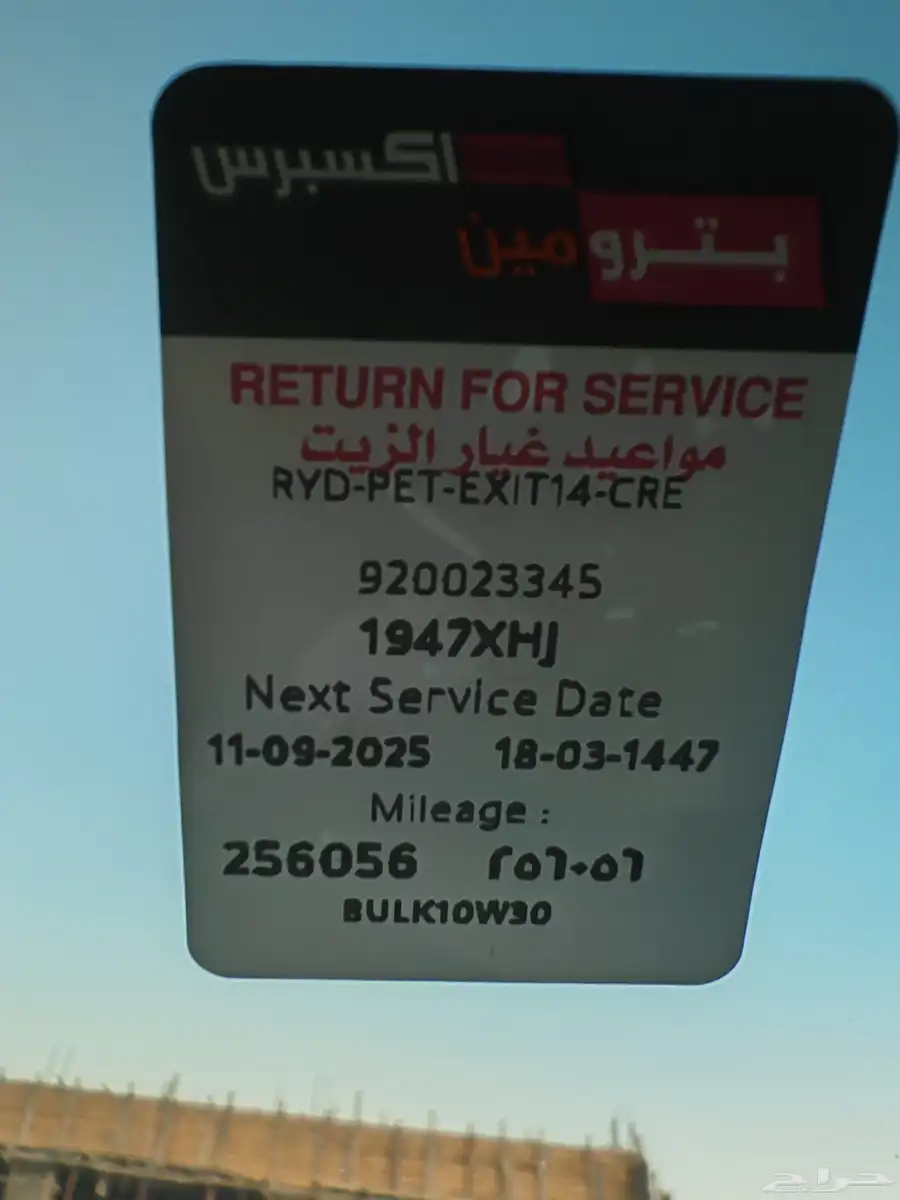 اكسبرس
بترومين
RETURN FOR SERVICE
مواعيد غيار الزيت
RYD-PET-EXIT14-CRE
920023345
1947XHJ
Next Service Date
11-09-2025 18-03-1447
Mileage :
256056 ٢٥٦٠٥٦
BULK10W30
حراج